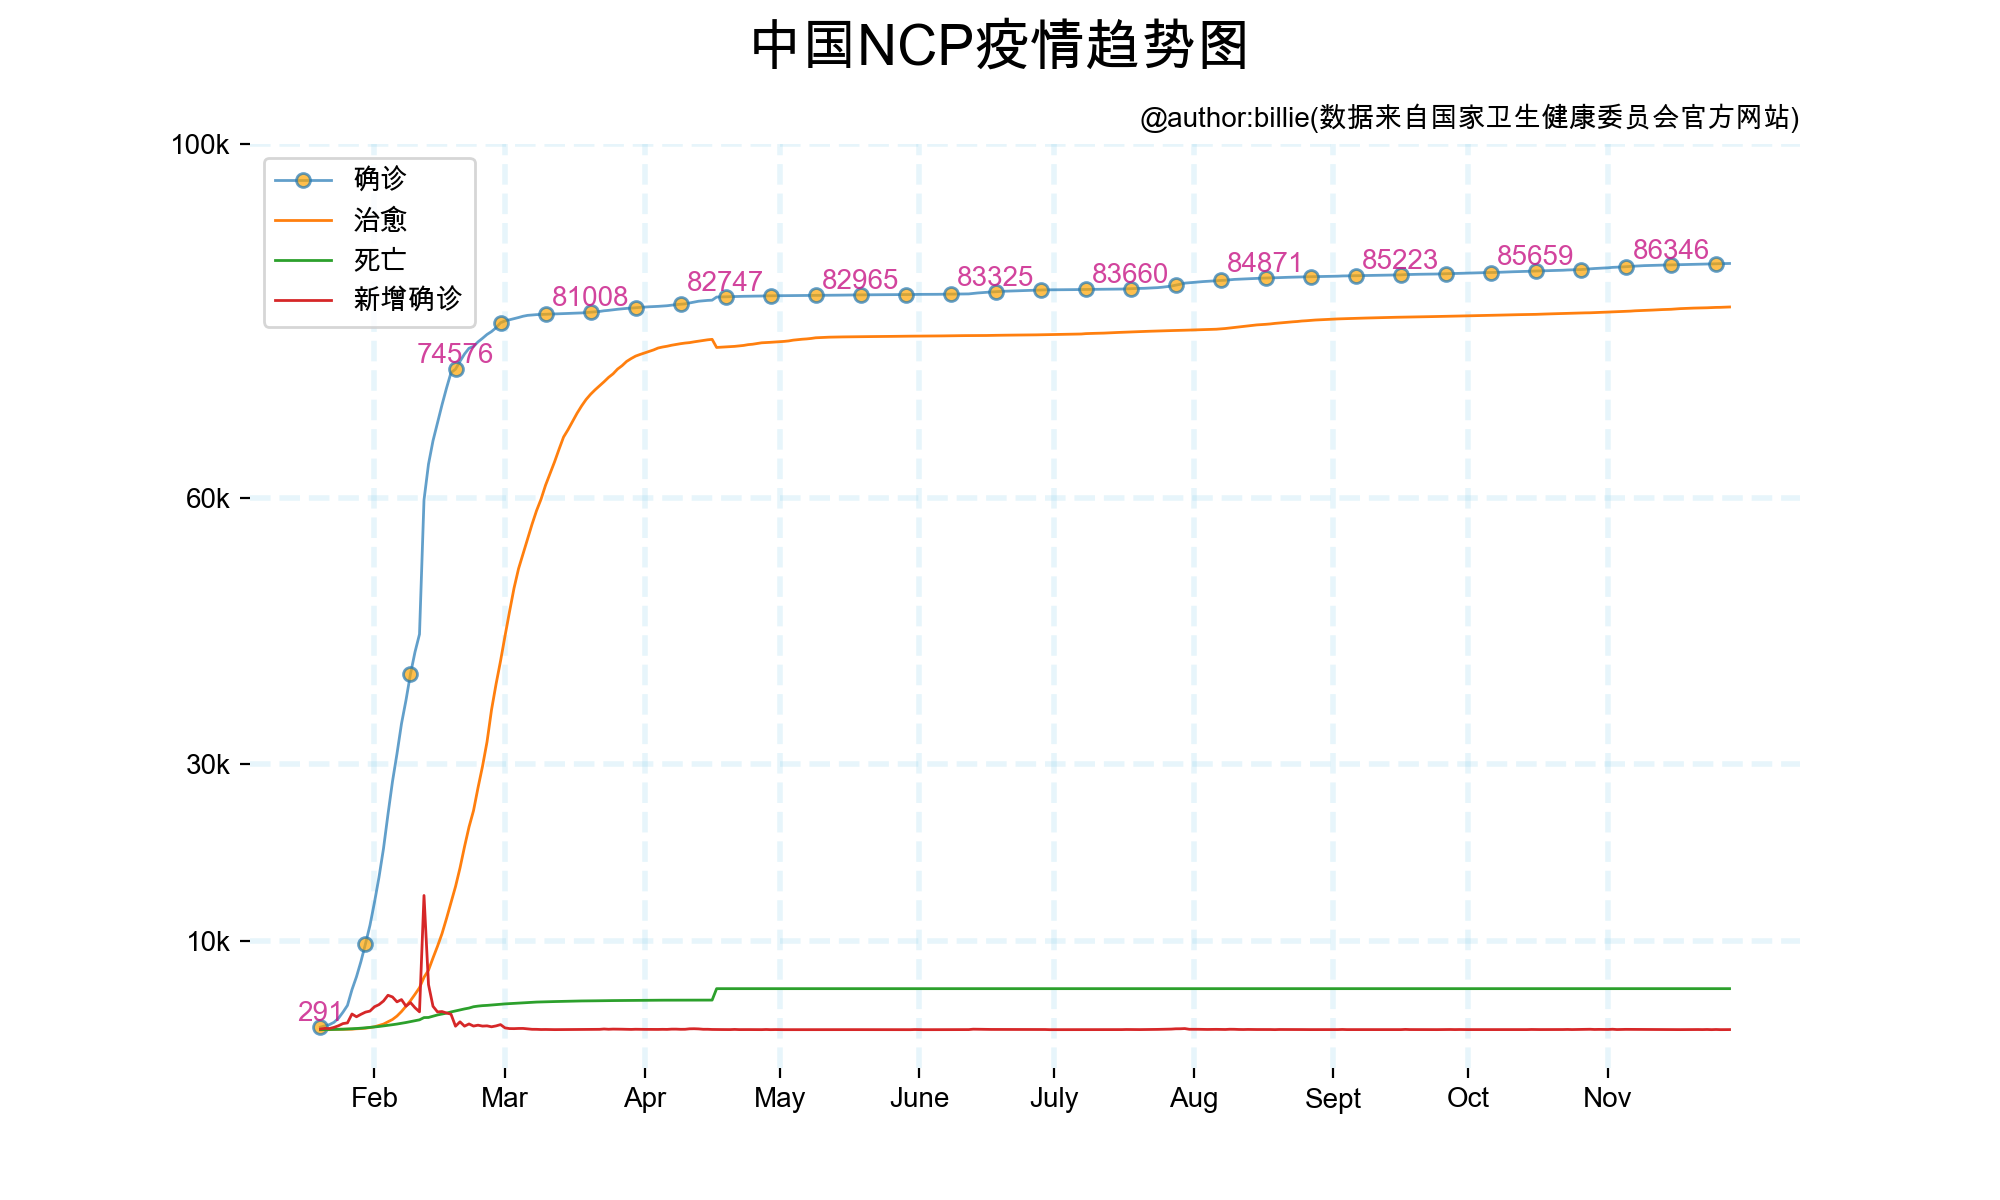 中国NCP疫情趋势图
@author:billie(数据来自国家卫生健康委员会官方网站)
100k
60k
30k
10k
确诊
治愈
死亡
新增确诊
291
74576
81008
82747
82965
83325
83660
84871
85223
85659
86346
Feb Mar Apr May June July Aug Sept Oct Nov